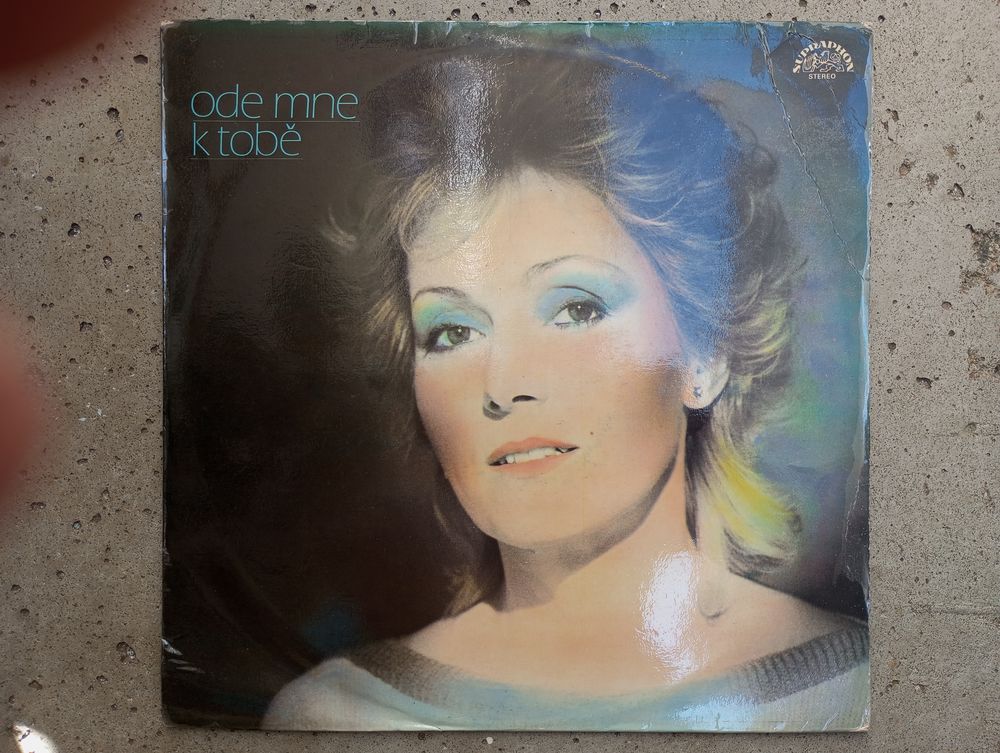 ode mne
k tobě
SUPRAPHON
STEREO